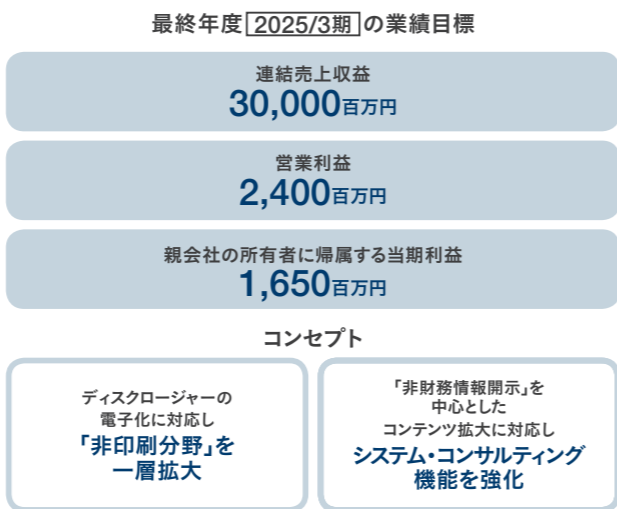 最終年度2025/3期の業績目標
連結売上収益
30,000百万円
営業利益
2,400百万円
親会社の所有者に帰属する当期利益
1,650百万円
コンセプト
ディスクロージャーの
電子化に対応し
「非印刷分野」を
一層拡大
「非財務情報開示」を
中心とした
コンテンツ拡大に対応し
システム・コンサルティング
機能を強化